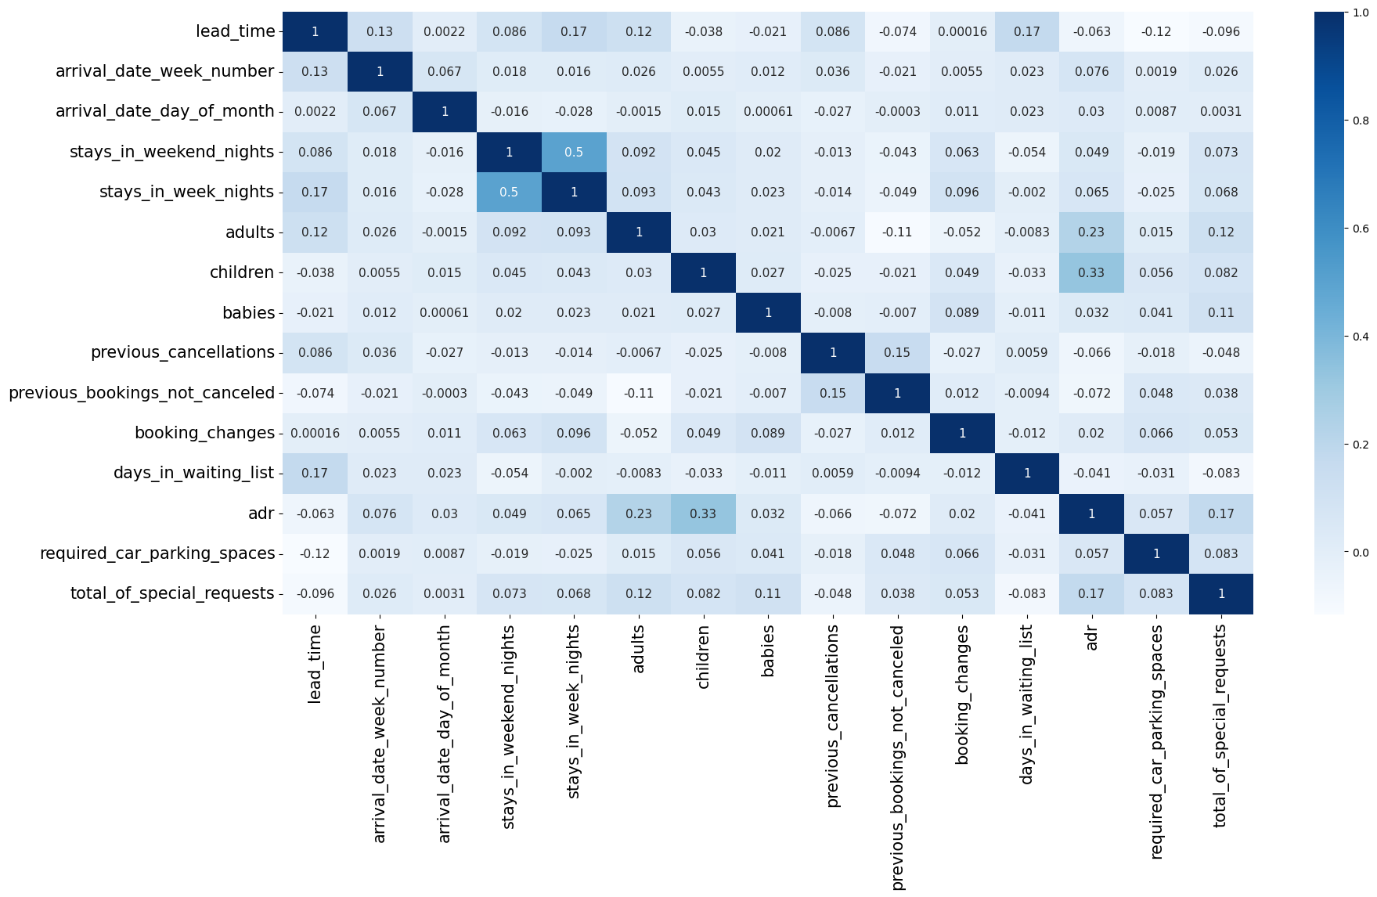 lead_time 1 0.13 0.0022 0.086 0.17 0.12 -0.038 -0.021 0.086 -0.074 0.00016 0.17 -0.063 -0.12 -0.096
arrival_date_week_number 0.13 1 0.067 0.018 0.016 0.026 0.0055 0.012 0.036 -0.021 0.0055 0.023 0.076 0.0019 0.026
arrival_date_day_of_month 0.0022 0.067 1 -0.016 -0.028 -0.0015 0.015 0.00061 -0.027 -0.0003 0.011 0.023 0.03 0.0087 0.0031
stays_in_weekend_nights 0.086 0.018 -0.016 1 0.5 0.092 0.045 0.02 -0.013 -0.043 0.063 -0.054 0.049 -0.019 0.073
stays_in_week_nights 0.17 0.016 -0.028 0.5 1 0.093 0.043 0.023 -0.014 -0.049 0.096 -0.002 0.065 -0.025 0.068
adults 0.12 0.026 -0.0015 0.092 0.093 1 0.03 0.021 -0.0067 -0.11 -0.052 -0.0083 0.23 0.015 0.12
children -0.038 0.0055 0.015 0.045 0.043 0.03 1 0.027 -0.025 -0.021 0.049 -0.033 0.33 0.056 0.082
babies -0.021 0.012 0.00061 0.02 0.023 0.021 0.027 1 -0.008 -0.007 0.089 -0.011 0.032 0.041 0.11
previous_cancellations 0.086 0.036 -0.027 -0.013 -0.014 -0.0067 -0.025 -0.008 1 0.15 -0.027 0.0059 -0.066 -0.018 -0.048
previous_bookings_not_canceled -0.074 -0.021 -0.0003 -0.043 -0.049 -0.11 -0.021 -0.007 0.15 1 0.012 -0.0094 -0.072 0.048 0.038
booking_changes 0.00016 0.0055 0.011 0.063 0.096 -0.052 0.049 0.089 -0.027 0.012 1 -0.012 0.02 0.066 0.053
days_in_waiting_list 0.17 0.023 0.023 -0.054 -0.002 -0.0083 -0.033 -0.011 0.0059 -0.0094 -0.012 1 -0.041 -0.031 -0.083
adr -0.063 0.076 0.03 0.049 0.065 0.23 0.33 0.032 -0.066 -0.072 0.02 -0.041 1 0.057 0.17
required_car_parking_spaces -0.12 0.0019 0.0087 -0.019 -0.025 0.015 0.056 0.041 -0.018 0.048 0.066 -0.031 0.057 1 0.083
total_of_special_requests -0.096 0.026 0.0031 0.073 0.068 0.12 0.082 0.11 -0.048 0.038 0.053 -0.083 0.17 0.083 1
lead_time
arrival_date_week_number
arrival_date_day_of_month
stays_in_weekend_nights
stays_in_week_nights
adults
children
babies
previous_cancellations
previous_bookings_not_canceled
booking_changes
days_in_waiting_list
adr
required_car_parking_spaces
total_of_special_requests
1.0
0.8
0.6
0.4
0.2
0.0